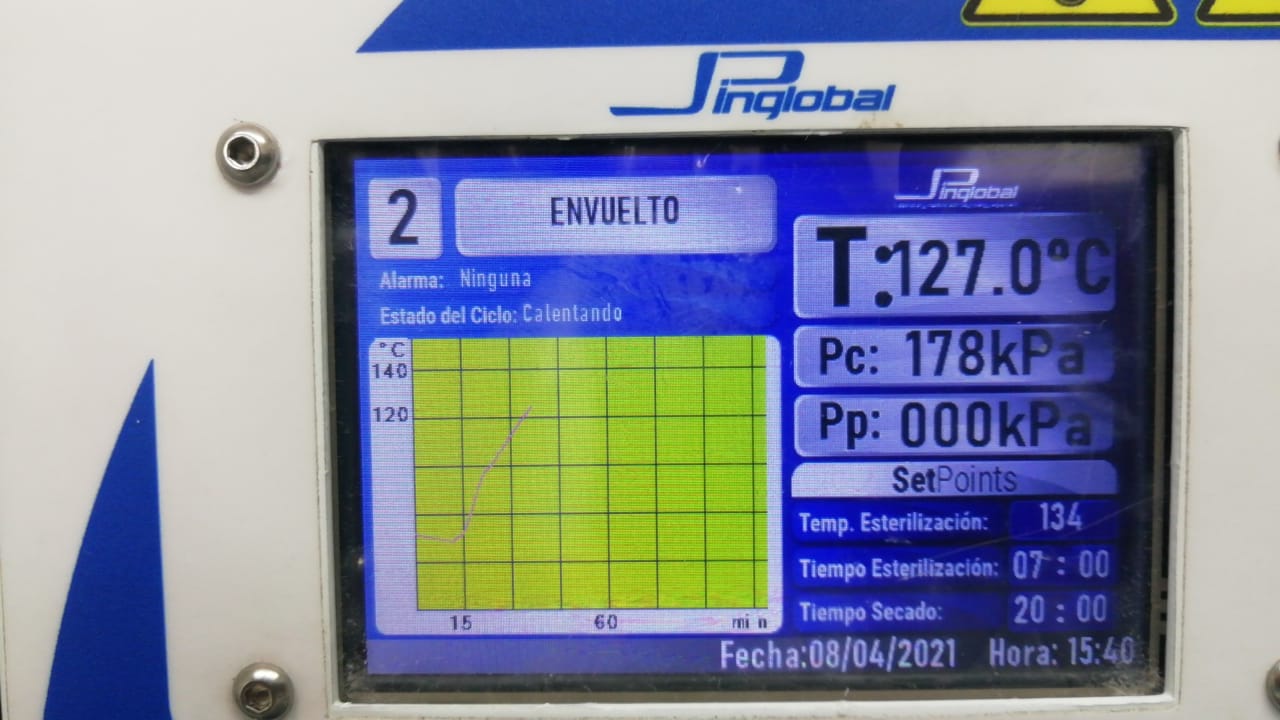 Jinglobal
2
ENVUELTO
Alarma: Ninguna
Estado del Ciclo: Calentando
°C
140
120
15
60
min
Jinglobal
T:127.0°C
Pc: 178kPa
Pp: 000kPa
SetPoints
Temp. Esterilización: 134
Tiempo Esterilización: 07 : 00
Tiempo Secado: 20 : 00
Fecha:08/04/2021 Hora: 15:40